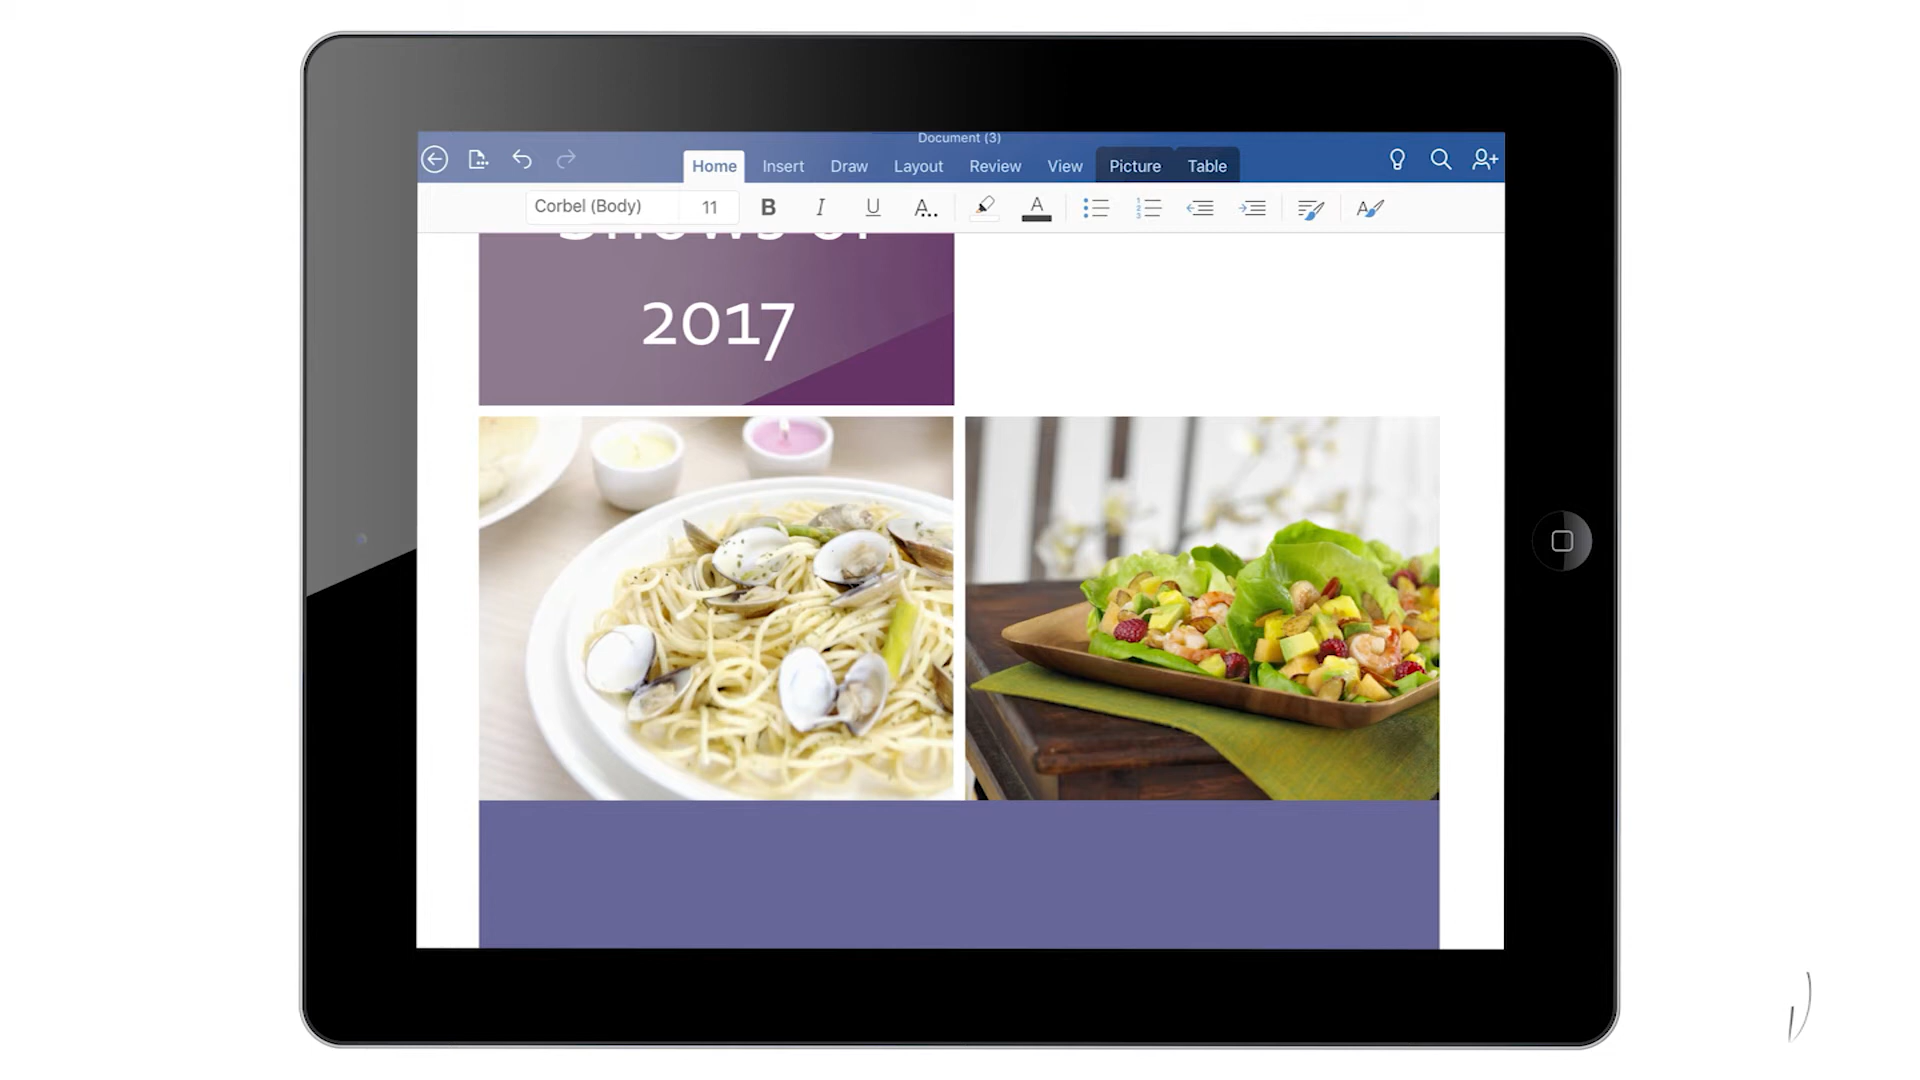 Document (3)
Home Insert Draw Layout Review View Picture Table
Corbel (Body) 11 B I U A... A A
2017